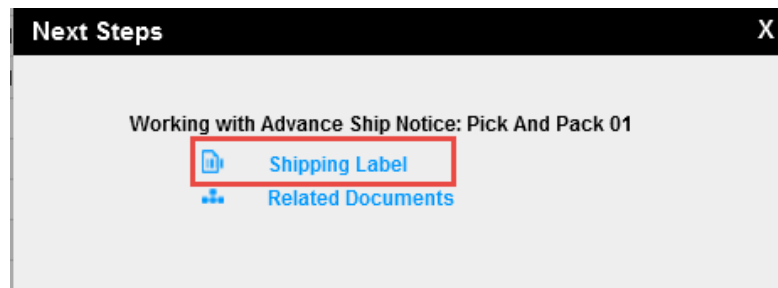 Next Steps X
Working with Advance Ship Notice: Pick And Pack 01
Shipping Label
Related Documents